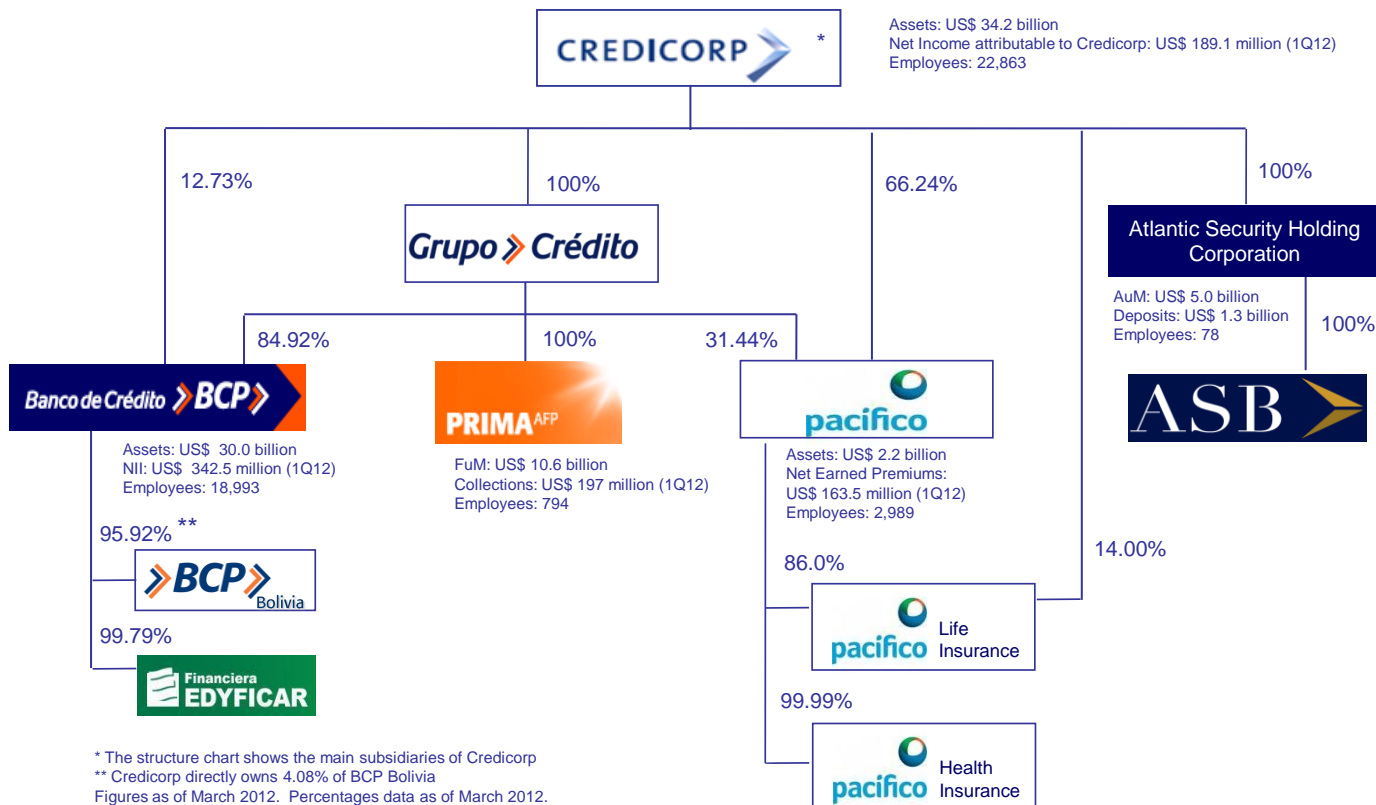 CREDICORP
*
Assets: US$ 34.2 billion
Net Income attributable to Credicorp: US$ 189.1 million (1Q12)
Employees: 22,863
12.73%
100%
66.24%
100%
Grupo Crédito
Atlantic Security Holding
Corporation
AuM: US$ 5.0 billion
Deposits: US$ 1.3 billion
Employees: 78
100%
84.92%
100%
31.44%
Banco de Crédito BCP
PRIMA AFP
pacifico
ASB
Assets: US$ 30.0 billion
NII: US$ 342.5 million (1Q12)
Employees: 18,993
FuM: US$ 10.6 billion
Collections: US$ 197 million (1Q12)
Employees: 794
Assets: US$ 2.2 billion
Net Earned Premiums:
US$ 163.5 million (1Q12)
Employees: 2,989
95.92% **
BCP
Bolivia
99.79%
Financiera
EDYFICAR
86.0%
14.00%
pacifico
Life
Insurance
99.99%
pacifico
Health
Insurance
* The structure chart shows the main subsidiaries of Credicorp
** Credicorp directly owns 4.08% of BCP Bolivia
Figures as of March 2012. Percentages data as of March 2012.